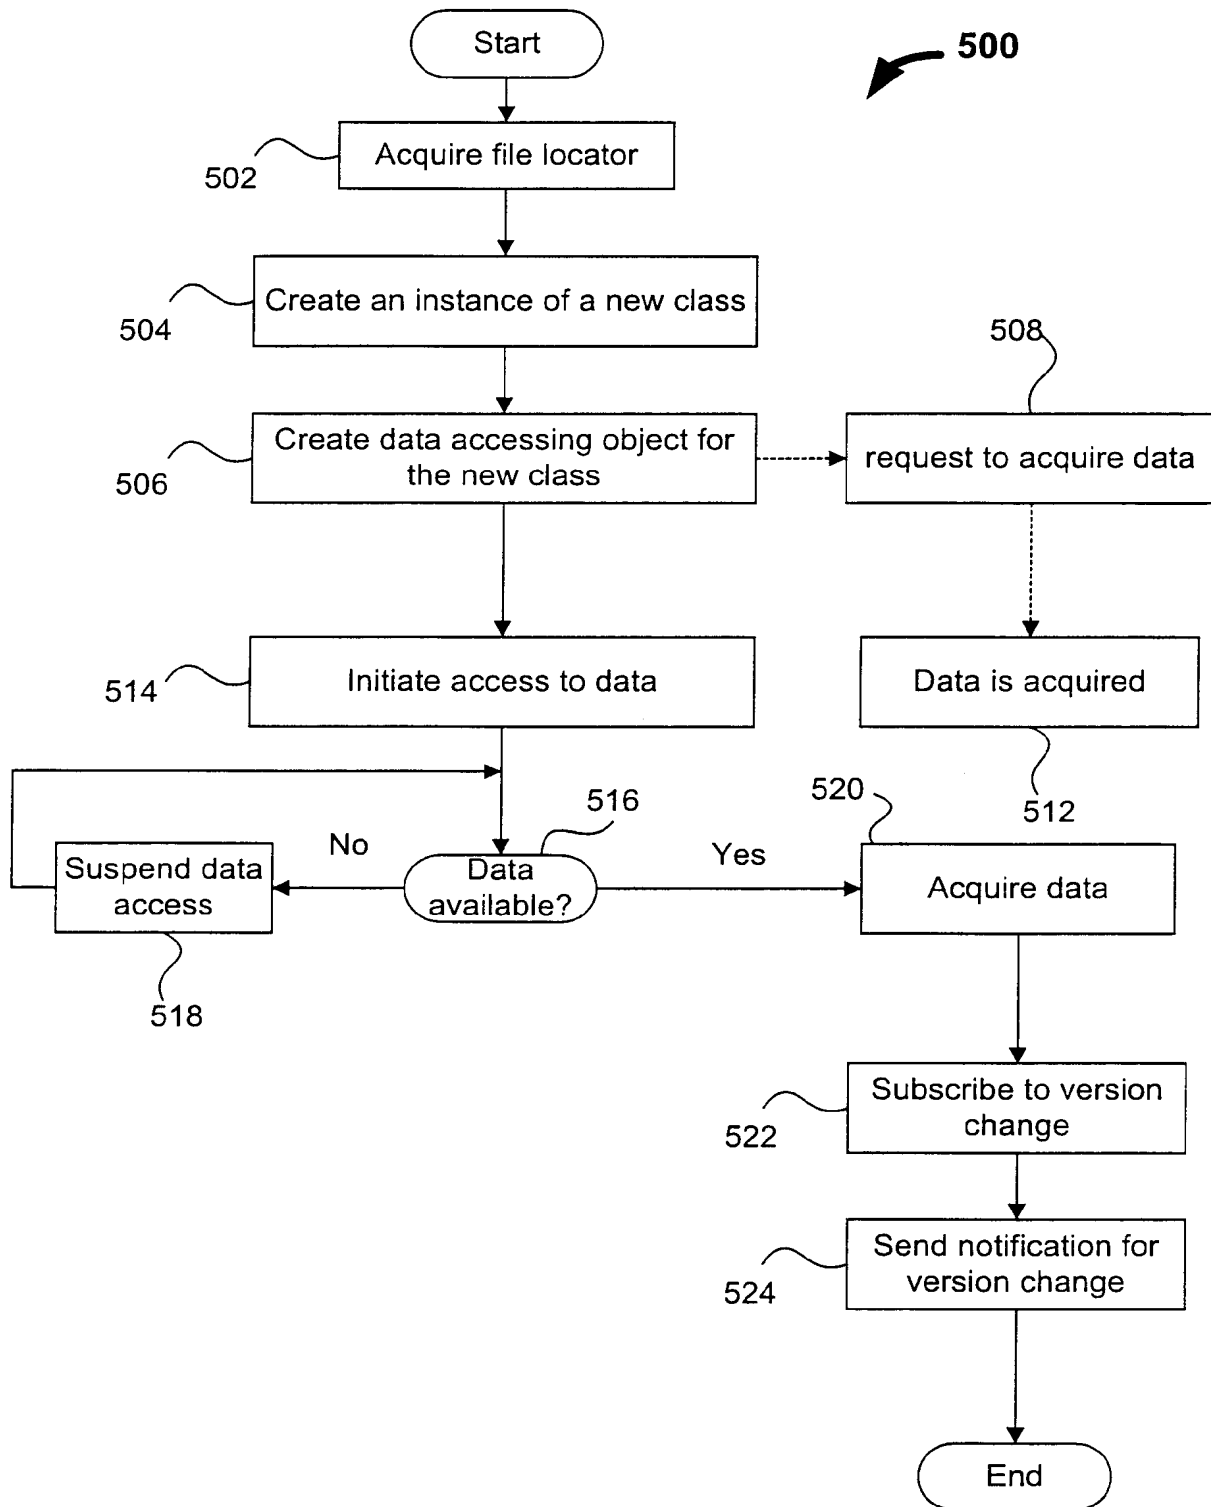 Start
500
Acquire file locator
502
Create an instance of a new class
504
508
Create data accessing object for
the new class
506
request to acquire data
Initiate access to data
514
Data is acquired
512
520
516
No
Yes
Suspend data
access
518
Data
available?
Acquire data
Subscribe to version
change
522
Send notification for
version change
524
End